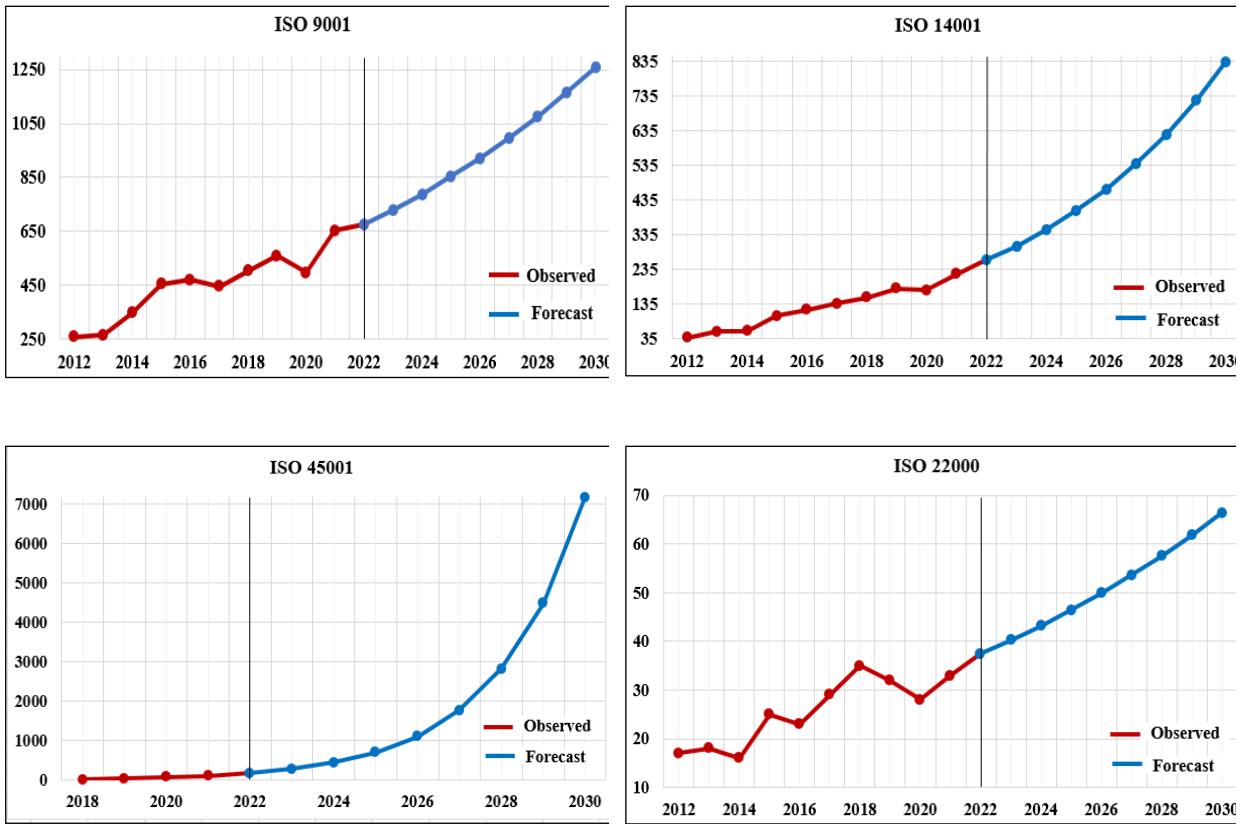 ISO 9001
1250
1050
850
650
450
250
Observed
Forecast
2012 2014 2016 2018 2020 2022 2024 2026 2028 2030
ISO 14001
835
735
635
535
435
335
235
135
35
Observed
Forecast
2012 2014 2016 2018 2020 2022 2024 2026 2028 2030
ISO 45001
7000
6000
5000
4000
3000
2000
1000
0
Observed
Forecast
2018 2020 2022 2024 2026 2028 2030
ISO 22000
70
60
50
40
30
20
10
Observed
Forecast
2012 2014 2016 2018 2020 2022 2024 2026 2028 2030